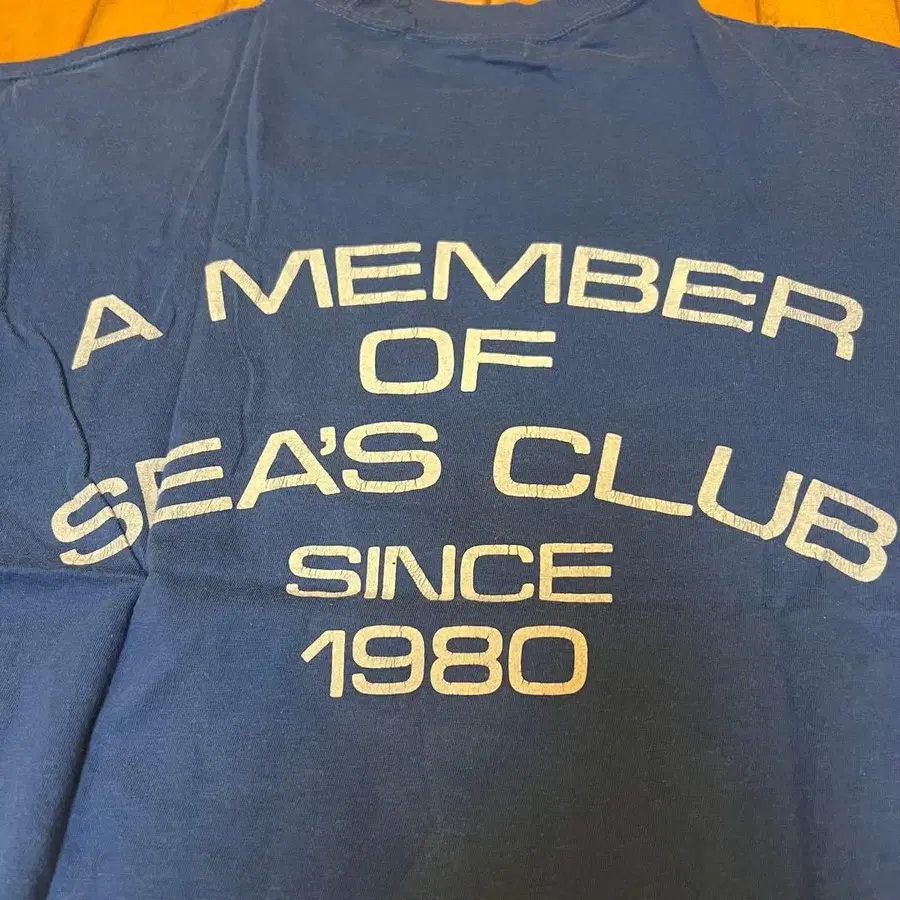 A MEMBER
OF
SEA'S CLUB
SINCE
1980